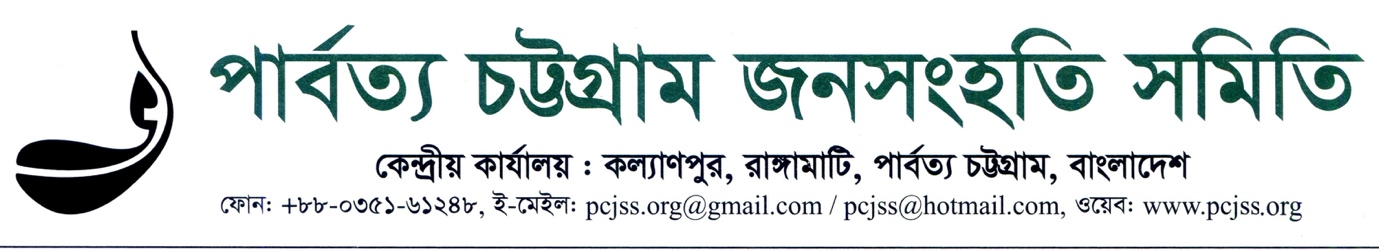 পার্বত্য চট্টগ্রাম জনসংহতি সমিতি
কেন্দ্রীয় কার্যালয় : কল্যাণপুর, রাঙ্গামাটি, পার্বত্য চট্টগ্রাম, বাংলাদেশ
ফোন: +৮৮-০৩৫১-৬১২৪৮, ই-মেইল: pcjss.org@gmail.com / pcjss@hotmail.com, ওয়েব: www.pcjss.org